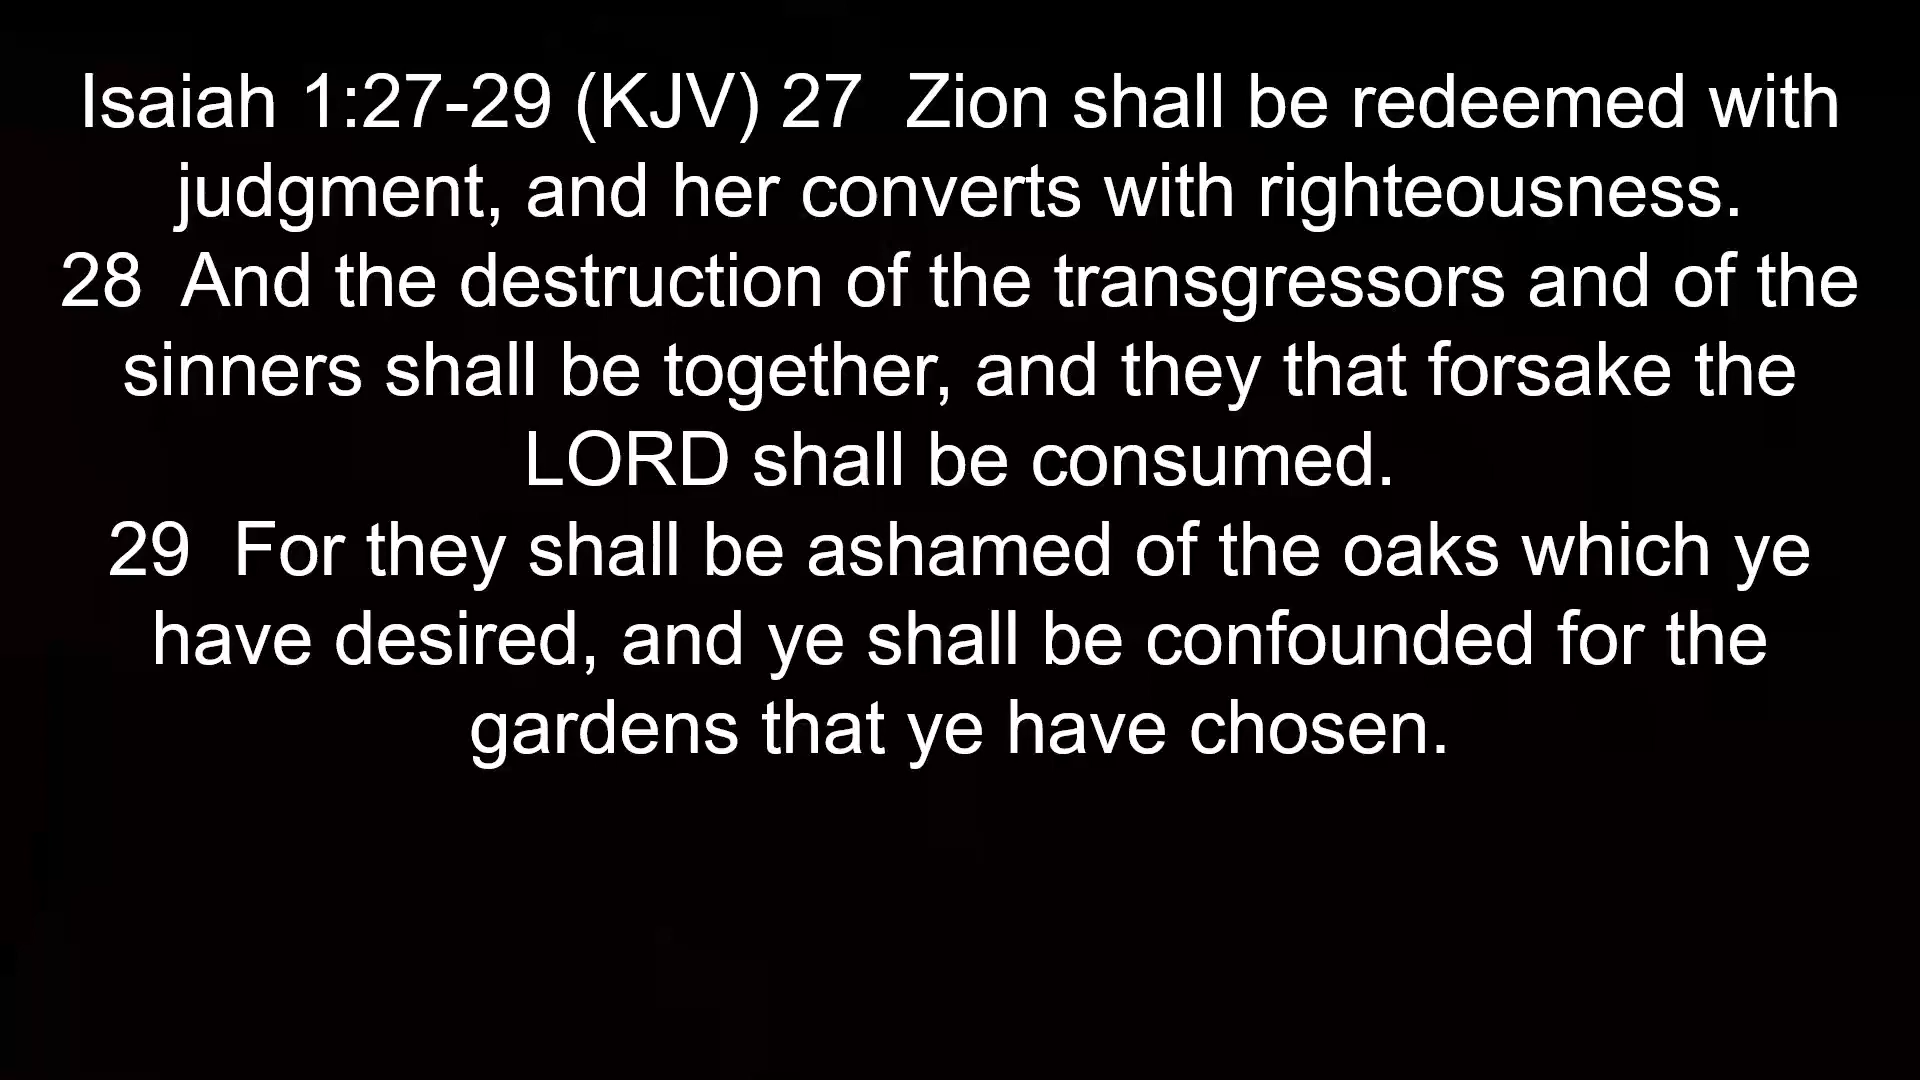 Isaiah 1:27-29 (KJV) 27  Zion shall be redeemed with
judgment, and her converts with righteousness.
28  And the destruction of the transgressors and of the
sinners shall be together, and they that forsake the
LORD shall be consumed.
29  For they shall be ashamed of the oaks which ye
have desired, and ye shall be confounded for the
gardens that ye have chosen.